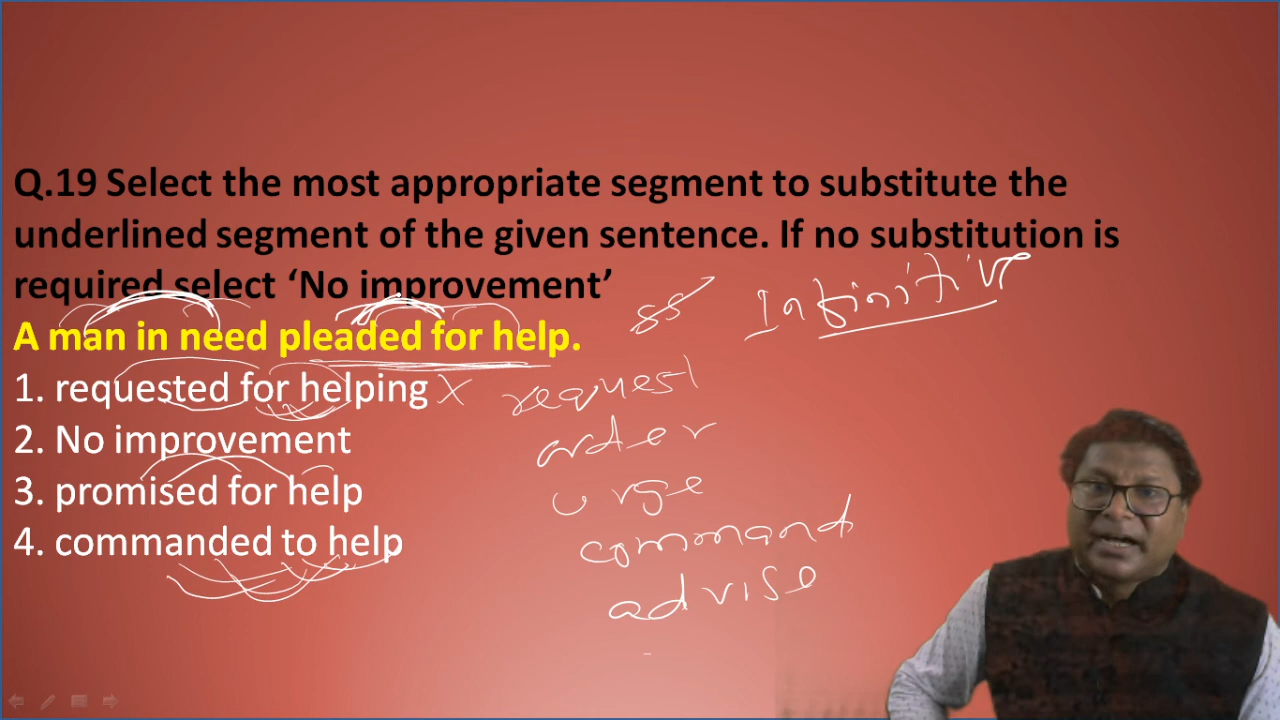 Q.19 Select the most appropriate segment to substitute the
underlined segment of the given sentence. If no substitution is
required select ‘No improvement’
A man in need pleaded for help.
1. requested for helping
2. No improvement
3. promised for help
4. commanded to help
Infinitive
request
order
urge
command
advise